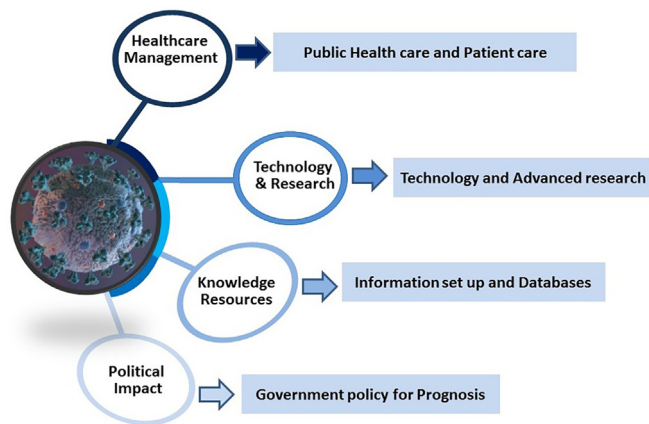 Healthcare
Management
Public Health care and Patient care
Technology
& Research
Technology and Advanced research
Knowledge
Resources
Information set up and Databases
Political
Impact
Government policy for Prognosis